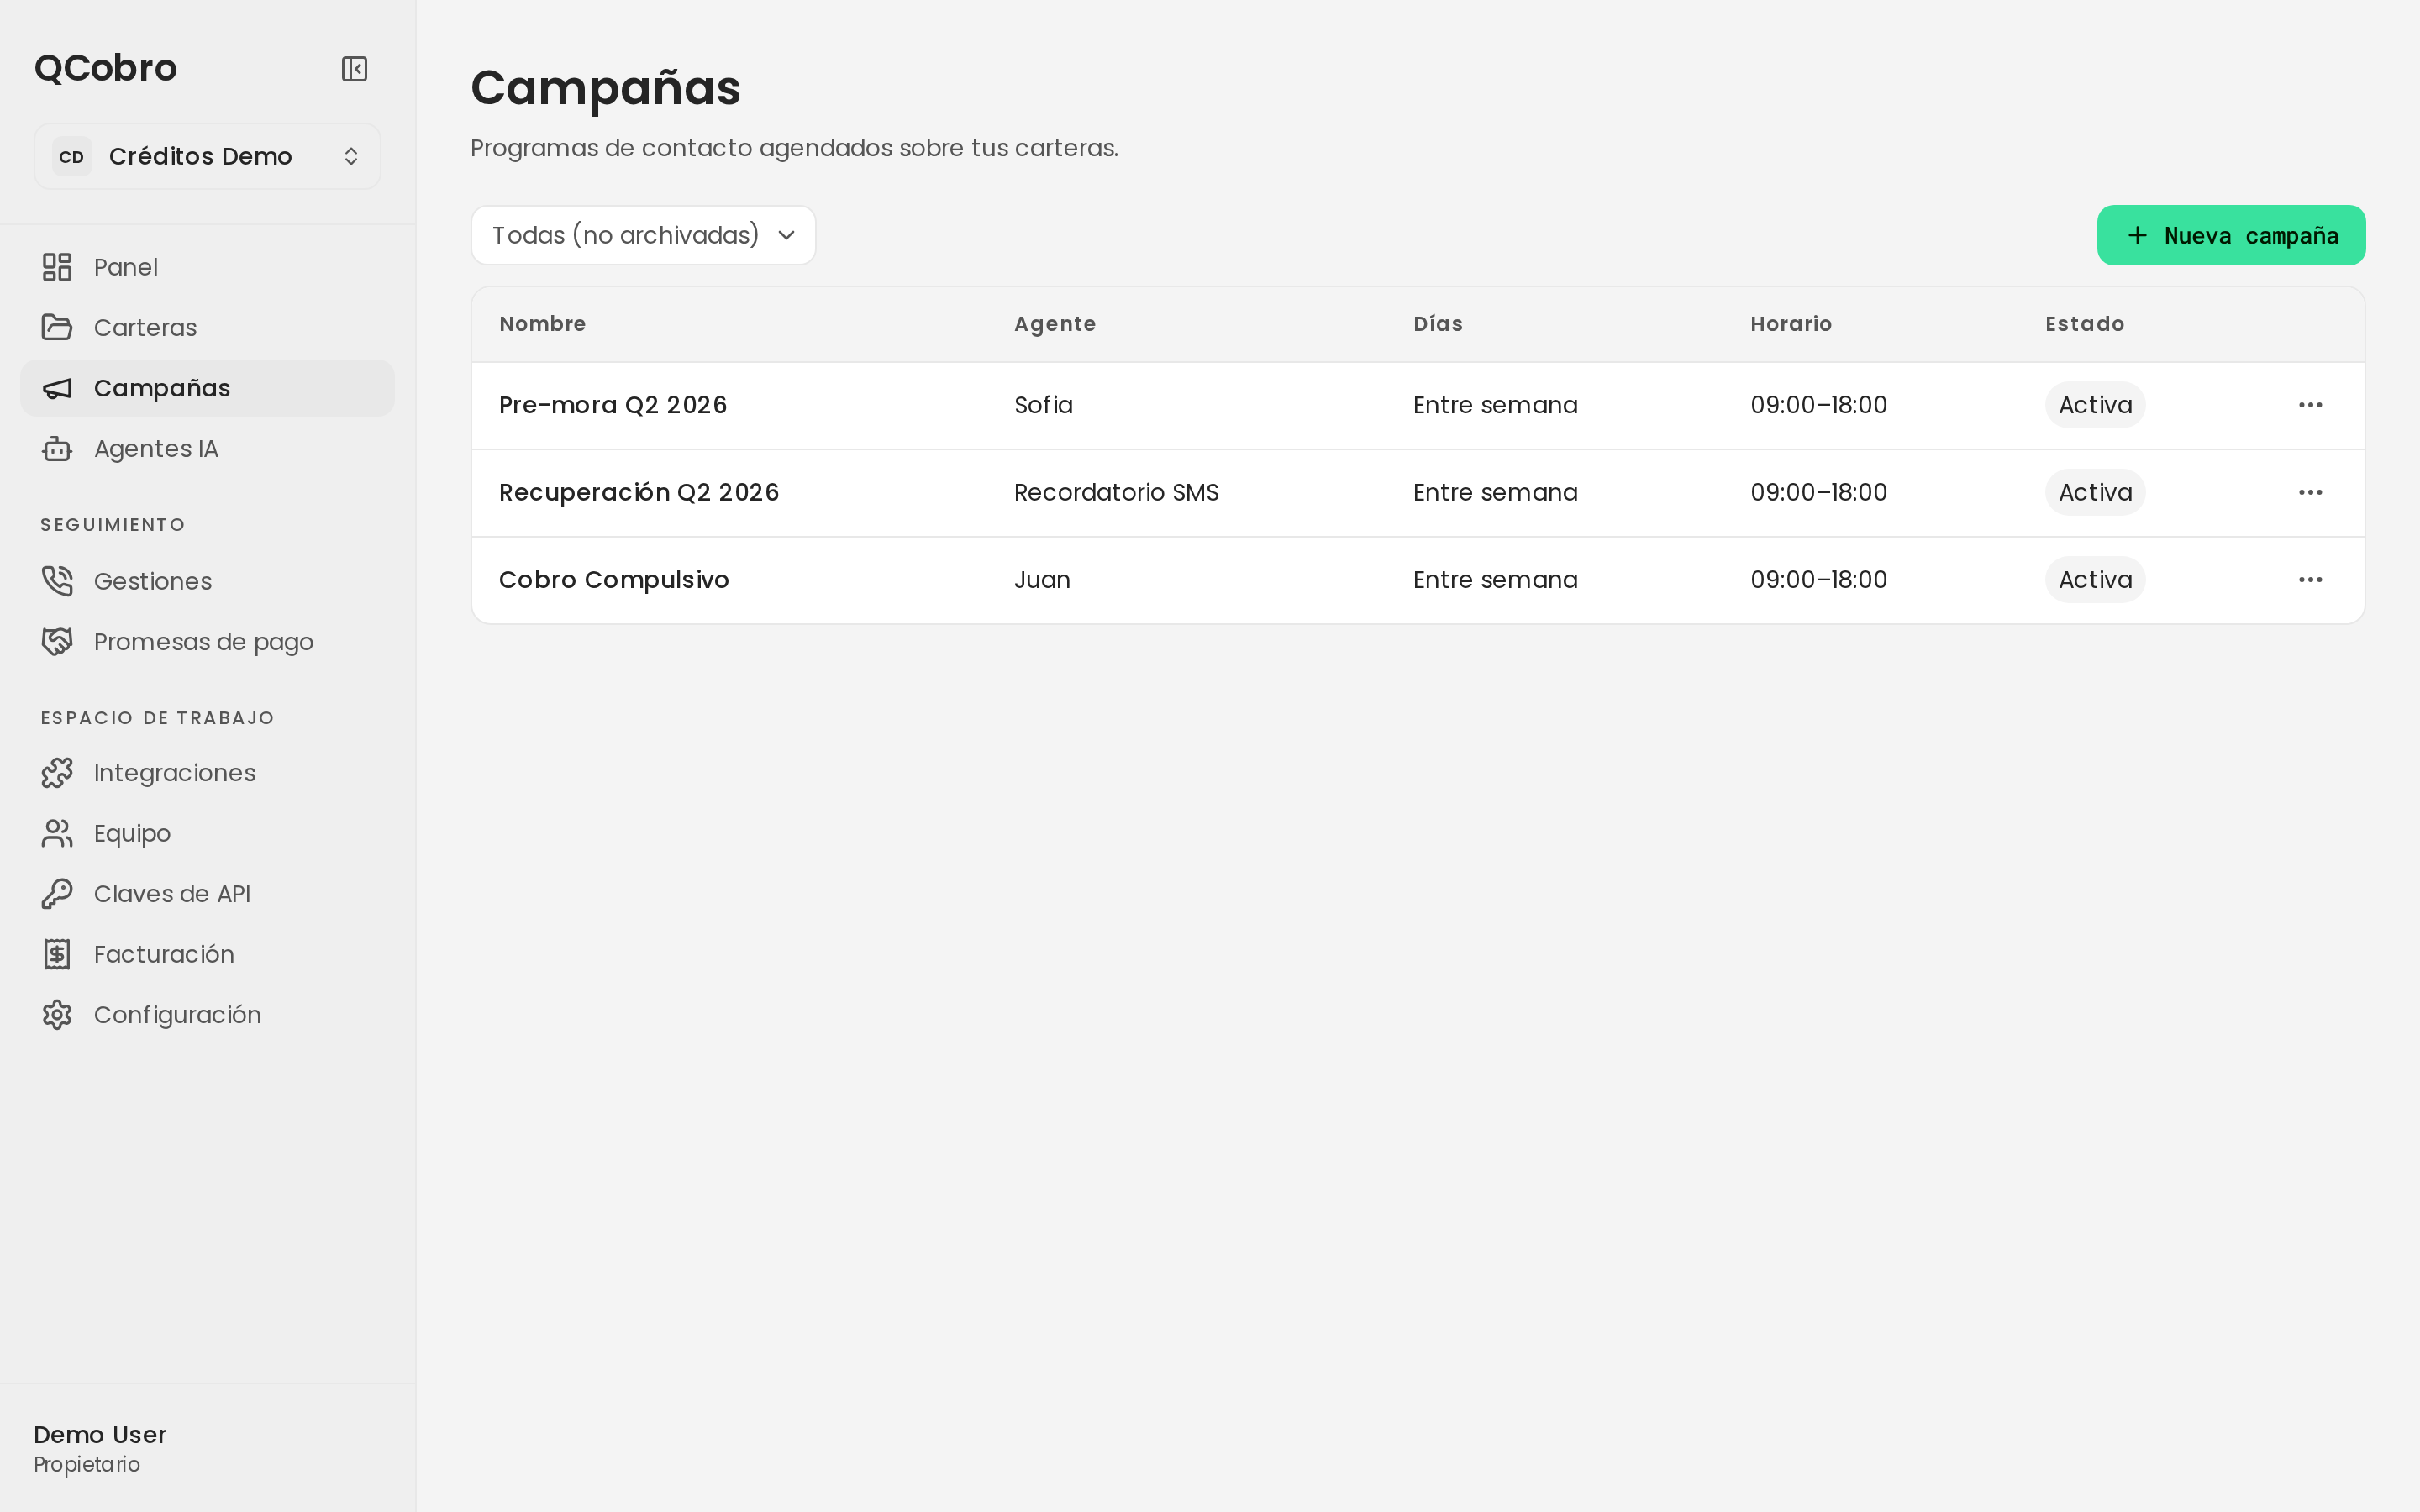 QCobro
CD Créditos Demo
Panel
Carteras
Campañas
Agentes IA
SEGUIMIENTO
Gestiones
Promesas de pago
ESPACIO DE TRABAJO
Integraciones
Equipo
Claves de API
Facturación
Configuración
Demo User
Propietario
Campañas
Programas de contacto agendados sobre tus carteras.
Todas (no archivadas)
Nueva campaña
Nombre Agente Días Horario Estado
Pre-mora Q2 2026 Sofia Entre semana 09:00–18:00 Activa
Recuperación Q2 2026 Recordatorio SMS Entre semana 09:00–18:00 Activa
Cobro Compulsivo Juan Entre semana 09:00–18:00 Activa